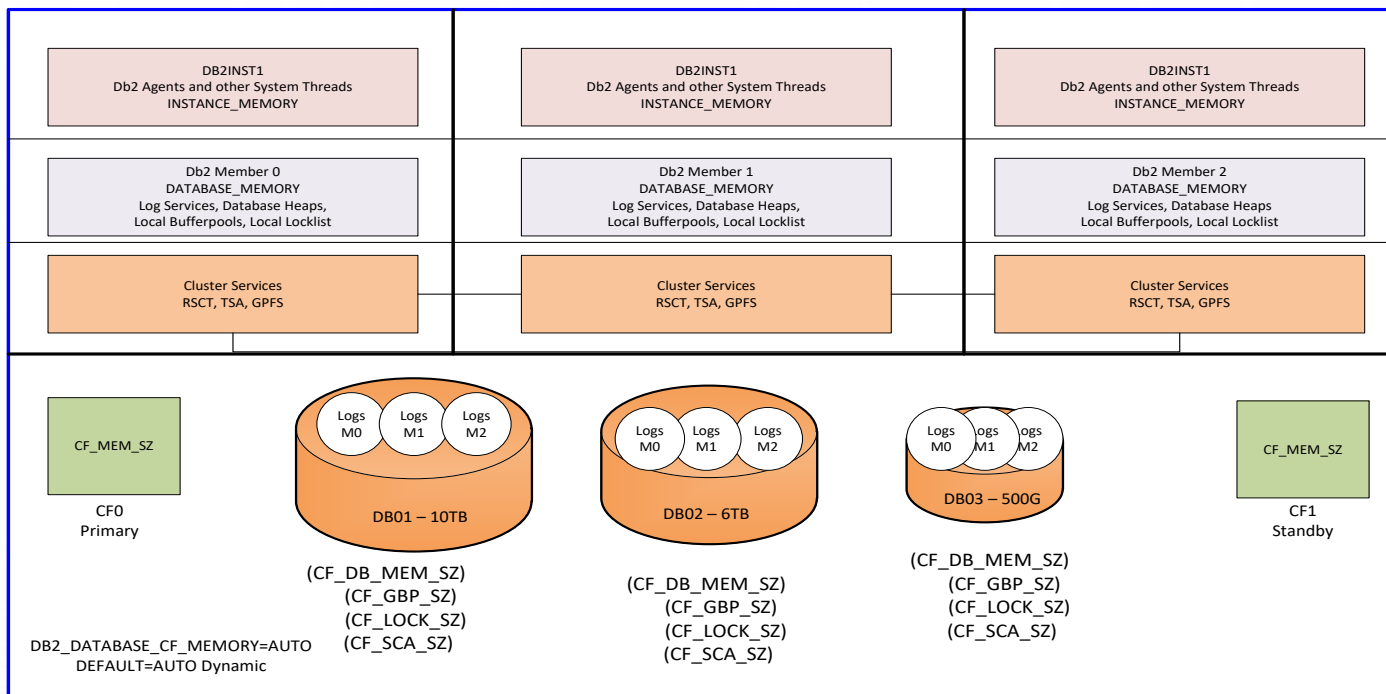 DB2INST1
Db2 Agents and other System Threads
INSTANCE_MEMORY
DB2INST1
Db2 Agents and other System Threads
INSTANCE_MEMORY
DB2INST1
Db2 Agents and other System Threads
INSTANCE_MEMORY
Db2 Member 0
DATABASE_MEMORY
Log Services, Database Heaps,
Local Bufferpools, Local Locklist
Db2 Member 1
DATABASE_MEMORY
Log Services, Database Heaps,
Local Bufferpools, Local Locklist
Db2 Member 2
DATABASE_MEMORY
Log Services, Database Heaps
Local Bufferpools, Local Locklist
Cluster Services
RSCT, TSA, GPFS
Cluster Services
RSCT, TSA, GPFS
Cluster Services
RSCT, TSA, GPFS
CF_MEM_SZ
CF0
Primary
Logs
M0
Logs
M1
Logs
M2
DB01 – 10TB
(CF_DB_MEM_SZ)
(CF_GBP_SZ)
(CF_LOCK_SZ)
(CF_SCA_SZ)
Logs
M0
Logs
M1
Logs
M2
DB02 – 6TB
(CF_DB_MEM_SZ)
(CF_GBP_SZ)
(CF_LOCK_SZ)
(CF_SCA_SZ)
Logs
M0
Logs
M1
Logs
M2
DB03 – 500G
(CF_DB_MEM_SZ)
(CF_GBP_SZ)
(CF_LOCK_SZ)
(CF_SCA_SZ)
CF_MEM_SZ
CF1
Standby
DB2_DATABASE_CF_MEMORY=AUTO
DEFAULT=AUTO Dynamic